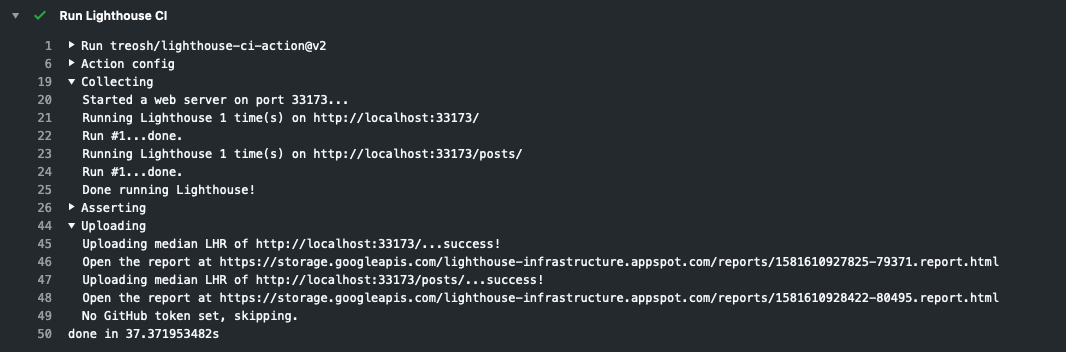 Run Lighthouse CI
1 Run treosh/lighthouse-ci-action@v2
6 Action config
19 Collecting
20 Started a web server on port 33173...
21 Running Lighthouse 1 time(s) on http://localhost:33173/
22 Run #1...done.
23 Running Lighthouse 1 time(s) on http://localhost:33173/posts/
24 Run #1...done.
25 Done running Lighthouse!
26 Asserting
44 Uploading
45 Uploading median LHR of http://localhost:33173/...success!
46 Open the report at https://storage.googleapis.com/lighthouse-infrastructure.appspot.com/reports/1581610927825-79371.report.html
47 Uploading median LHR of http://localhost:33173/posts/...success!
48 Open the report at https://storage.googleapis.com/lighthouse-infrastructure.appspot.com/reports/1581610928422-80495.report.html
49 No GitHub token set, skipping.
50 done in 37.371953482s